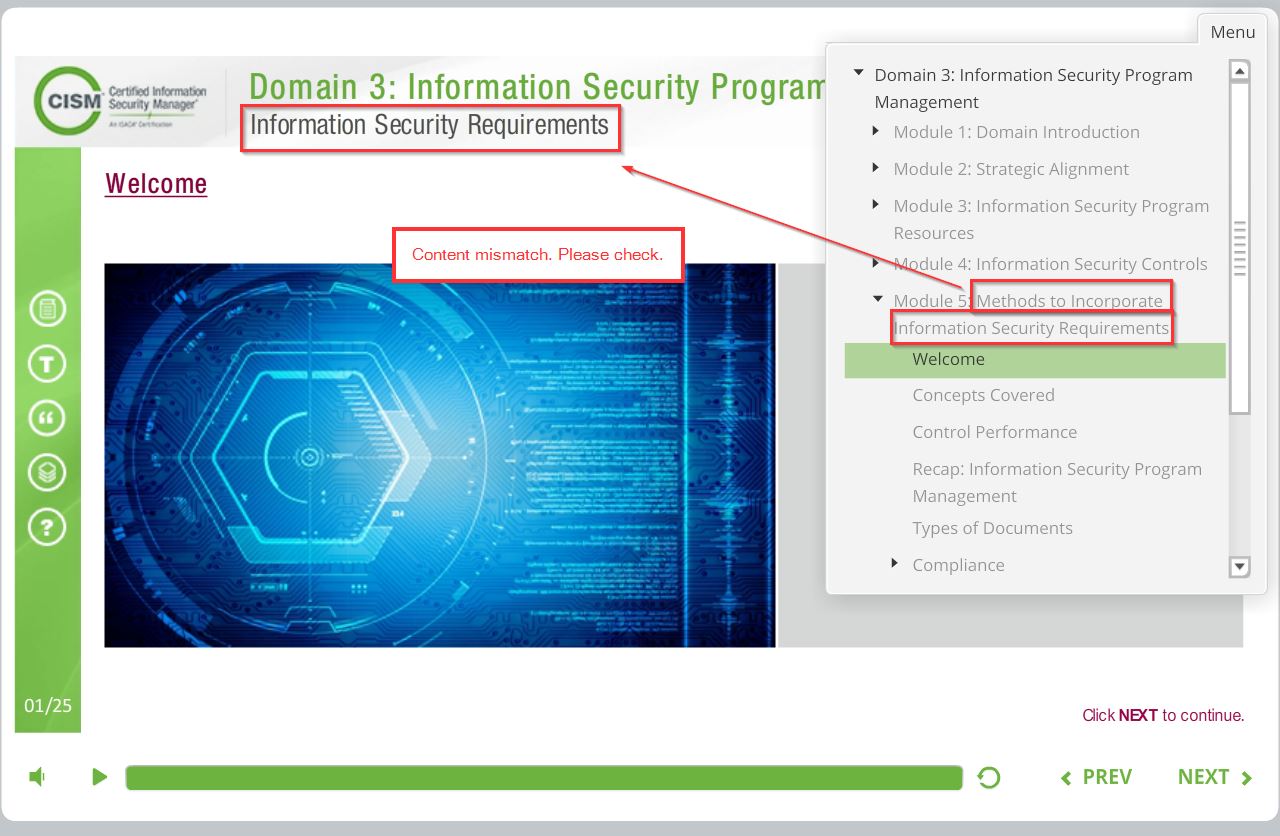 Menu
CISM
Certified Information
Security Manager®
An ISACA® Certification
Domain 3: Information Security Program
Information Security Requirements
Welcome
Content mismatch. Please check.
Domain 3: Information Security Program
Management
Module 1: Domain Introduction
Module 2: Strategic Alignment
Module 3: Information Security Program
Resources
Module 4: Information Security Controls
Module 5: Methods to Incorporate
Information Security Requirements
Welcome
Concepts Covered
Control Performance
Recap: Information Security Program
Management
Types of Documents
Compliance
T
?
01/25
Click NEXT to continue.
PREV
NEXT